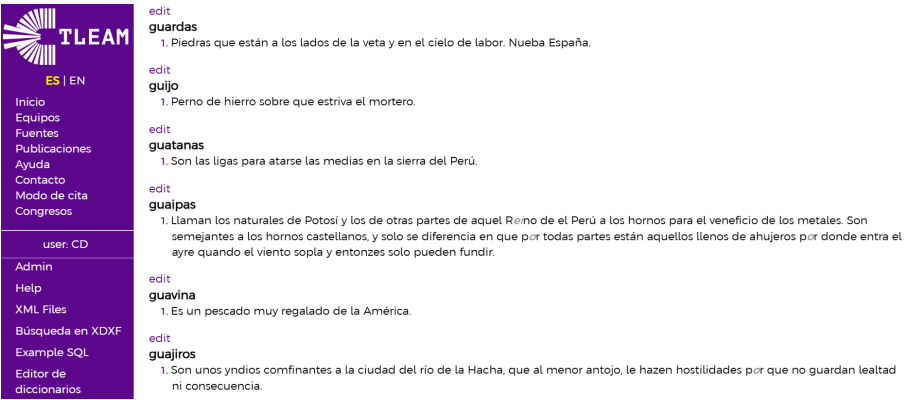 TLEAM
ES | EN
Inicio
Equipos
Fuentes
Publicaciones
Ayuda
Contacto
Modo de cita
Congresos
user: CD
Admin
Help
XML Files
Búsqueda en XDXF
Example SQL
Editor de
diccionarios
edit
guardas
1. Piedras que están a los lados de la veta y en el cielo de labor. Nueba España.
edit
guijo
1. Perno de hierro sobre que estriva el mortero.
edit
guatanas
1. Son las ligas para atarse las medias en la sierra del Perú.
edit
guaipas
1. Llaman los naturales de Potosí y los de otras partes de aquel Reino de el Perú a los hornos para el veneficio de los metales. Son
semejantes a los hornos castellanos, y solo se diferencia en que por todas partes están aquellos llenos de ahujeros por donde entra el
ayre quando el viento sopla y entonzes solo pueden fundir.
edit
guavina
1. Es un pescado muy regalado de la América.
edit
guajiros
1. Son unos yndios comfinantes a la ciudad del río de la Hacha, que al menor antojo, le hazen hostilidades por que no guardan lealtad
ni consecuencia.